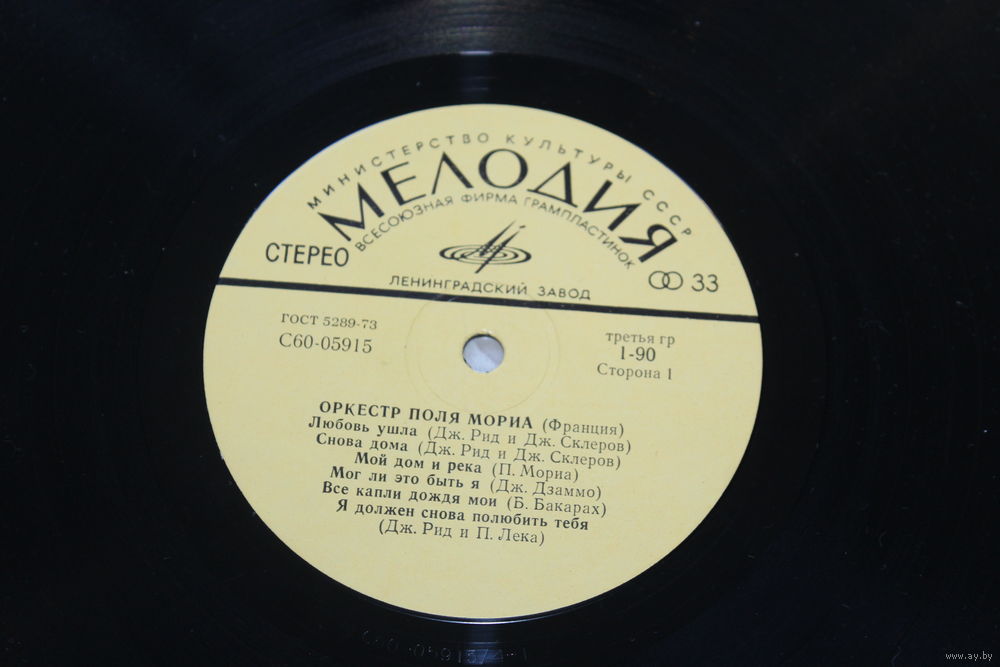 МИНИСТЕРСТВО КУЛЬТУРЫ СССР
МЕЛОДИЯ
ВСЕСОЮЗНАЯ ФИРМА ГРАМПЛАСТИНОК
СТЕРЕО
33
ЛЕНИНГРАДСКИЙ ЗАВОД
ГОСТ 5289-73
С60-05915
третья гр
1-90
Сторона 1
ОРКЕСТР ПОЛЯ МОРИА (Франция)
Любовь ушла (Дж. Рид и Дж. Склеров)
Снова дома (Дж. Рид и Дж. Склеров)
Мой дом и река (П. Мориа)
Мог ли это быть я (Дж. Дзаммо)
Все капли дождя мои (Б. Бакарах)
Я должен снова полюбить тебя
(Дж. Рид и П. Лека)
www.ay.by